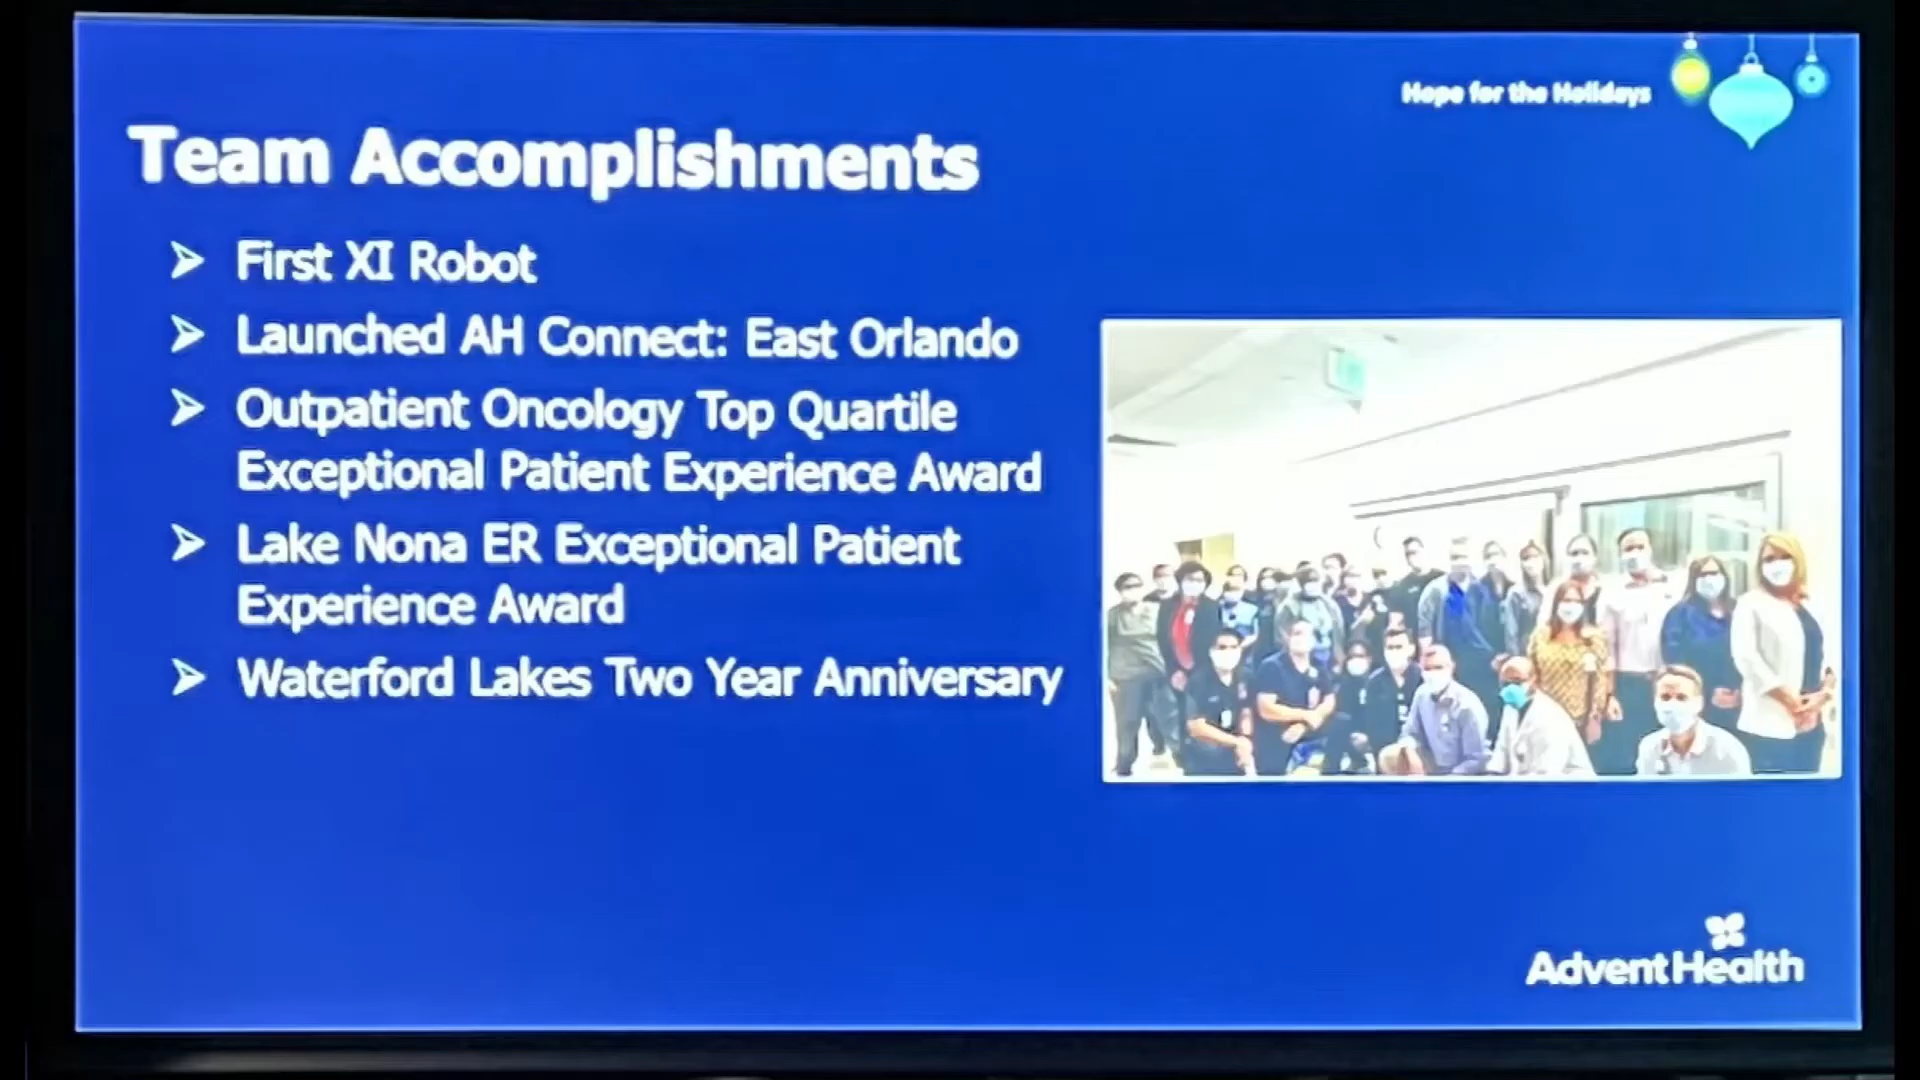 Hope for the Holidays
Team Accomplishments
First XI Robot
Launched AH Connect: East Orlando
Outpatient Oncology Top Quartile
Exceptional Patient Experience Award
Lake Nona ER Exceptional Patient
Experience Award
Waterford Lakes Two Year Anniversary
AdventHealth